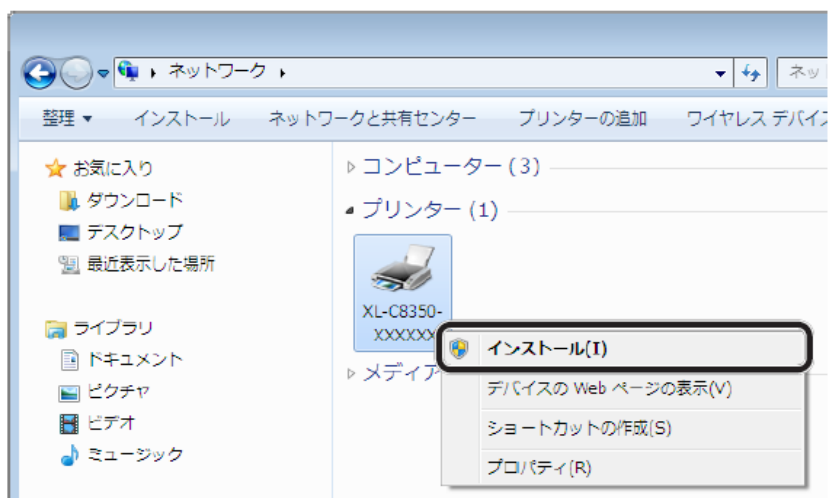 ネットワーク
ネッ
整理 インストール ネットワークと共有センター プリンターの追加 ワイヤレス デバイス
お気に入り
ダウンロード
デスクトップ
最近表示した場所
ライブラリ
ドキュメント
ピクチャ
ビデオ
ミュージック
コンピューター (3)
プリンター (1)
XL-C8350-
XXXXXX
メディア
インストール(I)
デバイスの Web ページの表示(V)
ショートカットの作成(S)
プロパティ(R)